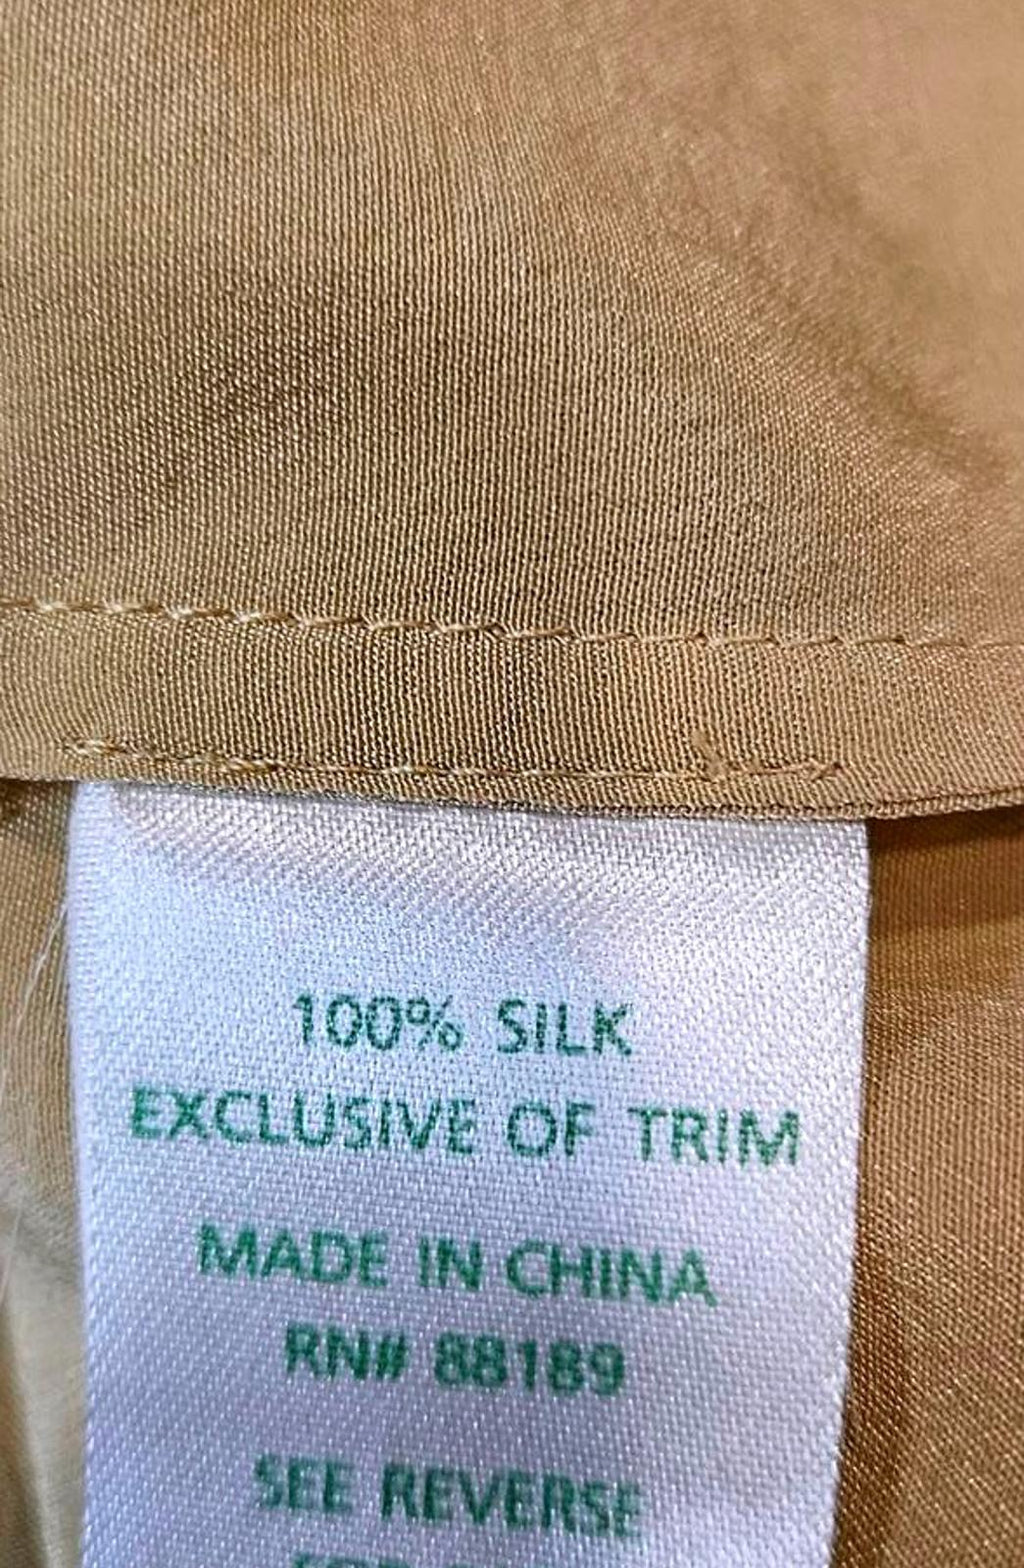 100% SILK
EXCLUSIVE OF TRIM
MADE IN CHINA
RN# 88189
SEE REVERSE